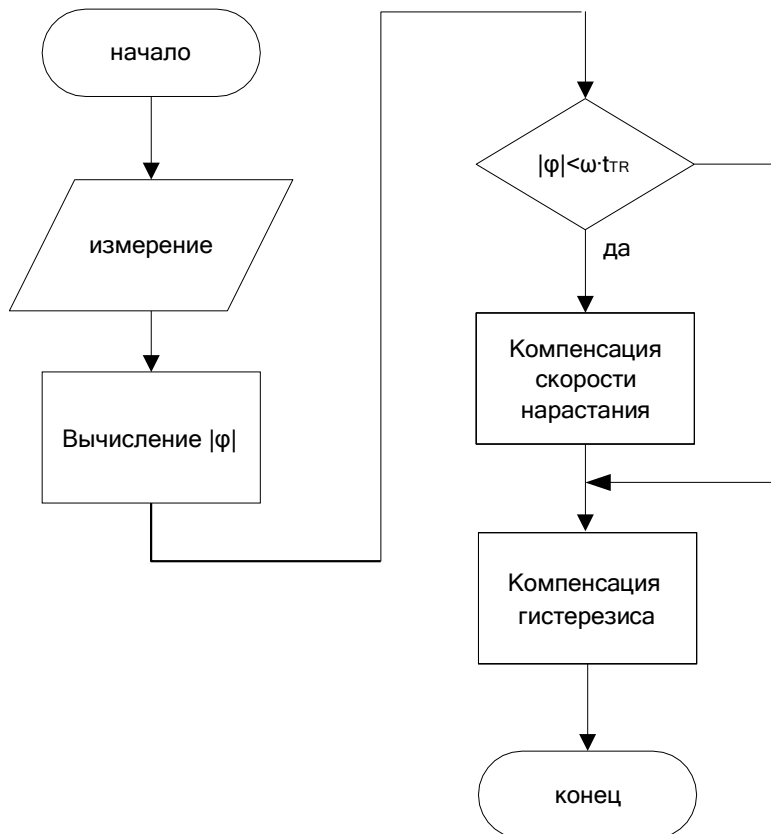 начало
измерение
Вычисление |φ|
|φ|<ω·tTR
да
Компенсация
скорости
нарастания
Компенсация
гистерезиса
конец